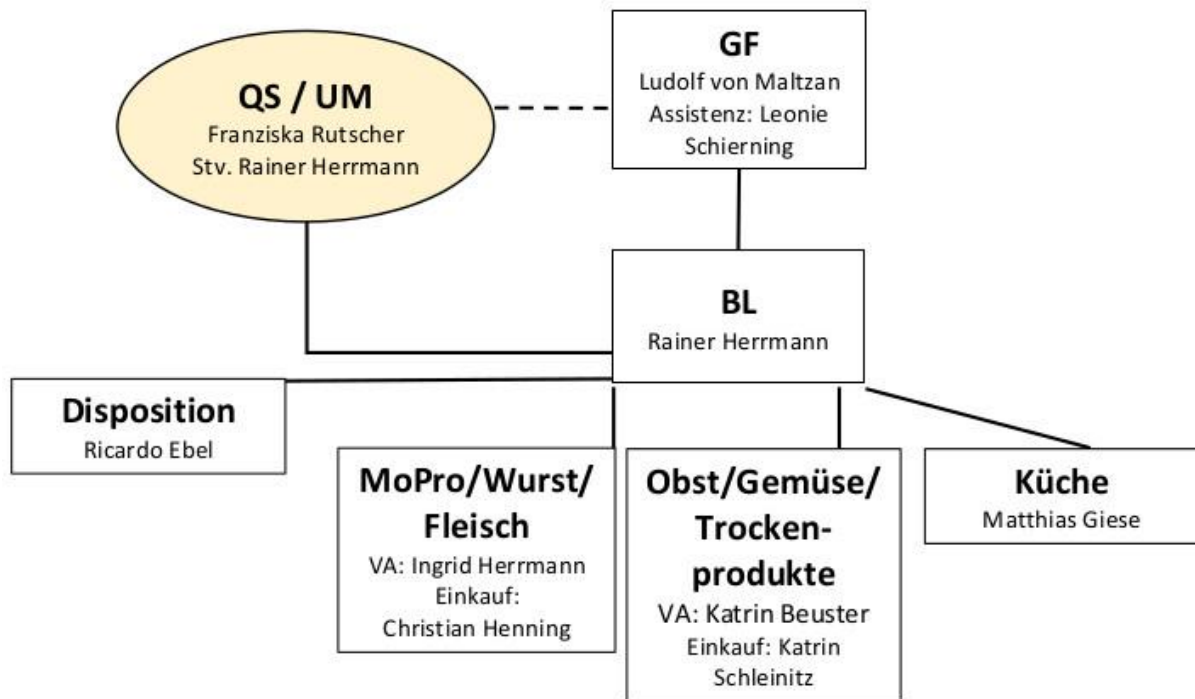 QS / UM
Franziska Rutscher
Stv. Rainer Herrmann
GF
Ludolf von Maltzan
Assistenz: Leonie
Schierning
BL
Rainer Herrmann
Disposition
Ricardo Ebel
MoPro/Wurst/
Fleisch
VA: Ingrid Herrmann
Einkauf:
Christian Henning
Obst/Gemüse/
Trocken-
produkte
VA: Katrin Beuster
Einkauf: Katrin
Schleinitz
Küche
Matthias Giese